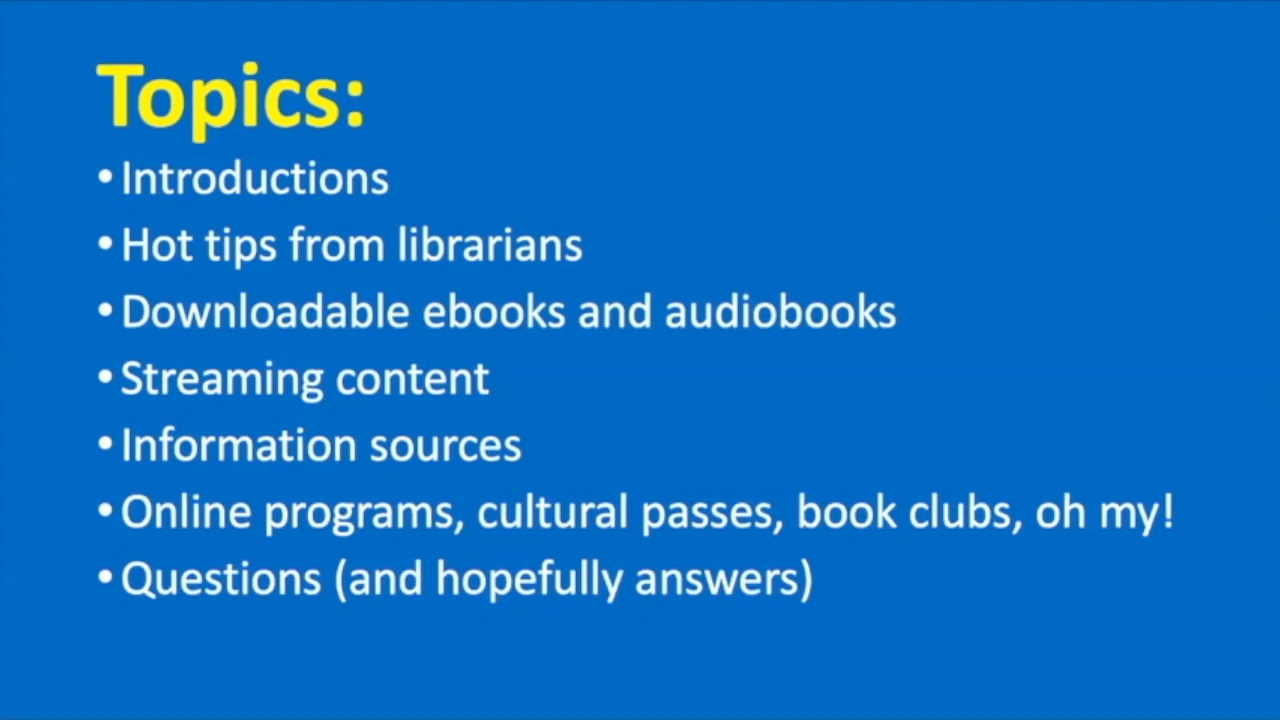 Topics:
• Introductions
• Hot tips from librarians
• Downloadable ebooks and audiobooks
• Streaming content
• Information sources
• Online programs, cultural passes, book clubs, oh my!
• Questions (and hopefully answers)